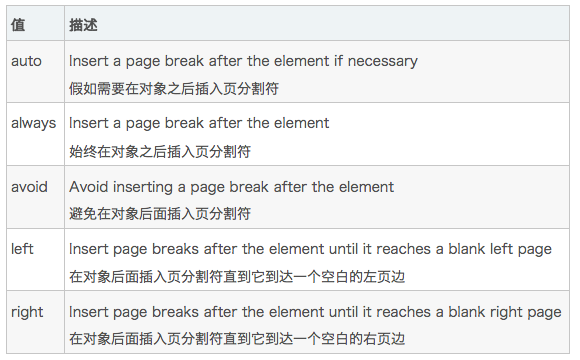 值 描述
auto Insert a page break after the element if necessary
假如需要在对象之后插入页分割符
always Insert a page break after the element
始终在对象之后插入页分割符
avoid Avoid inserting a page break after the element
避免在对象后面插入页分割符
left Insert page breaks after the element until it reaches a blank left page
在对象后面插入页分割符直到它到达一个空白的左页边
right Insert page breaks after the element until it reaches a blank right page
在对象后面插入页分割符直到它到达一个空白的右页边